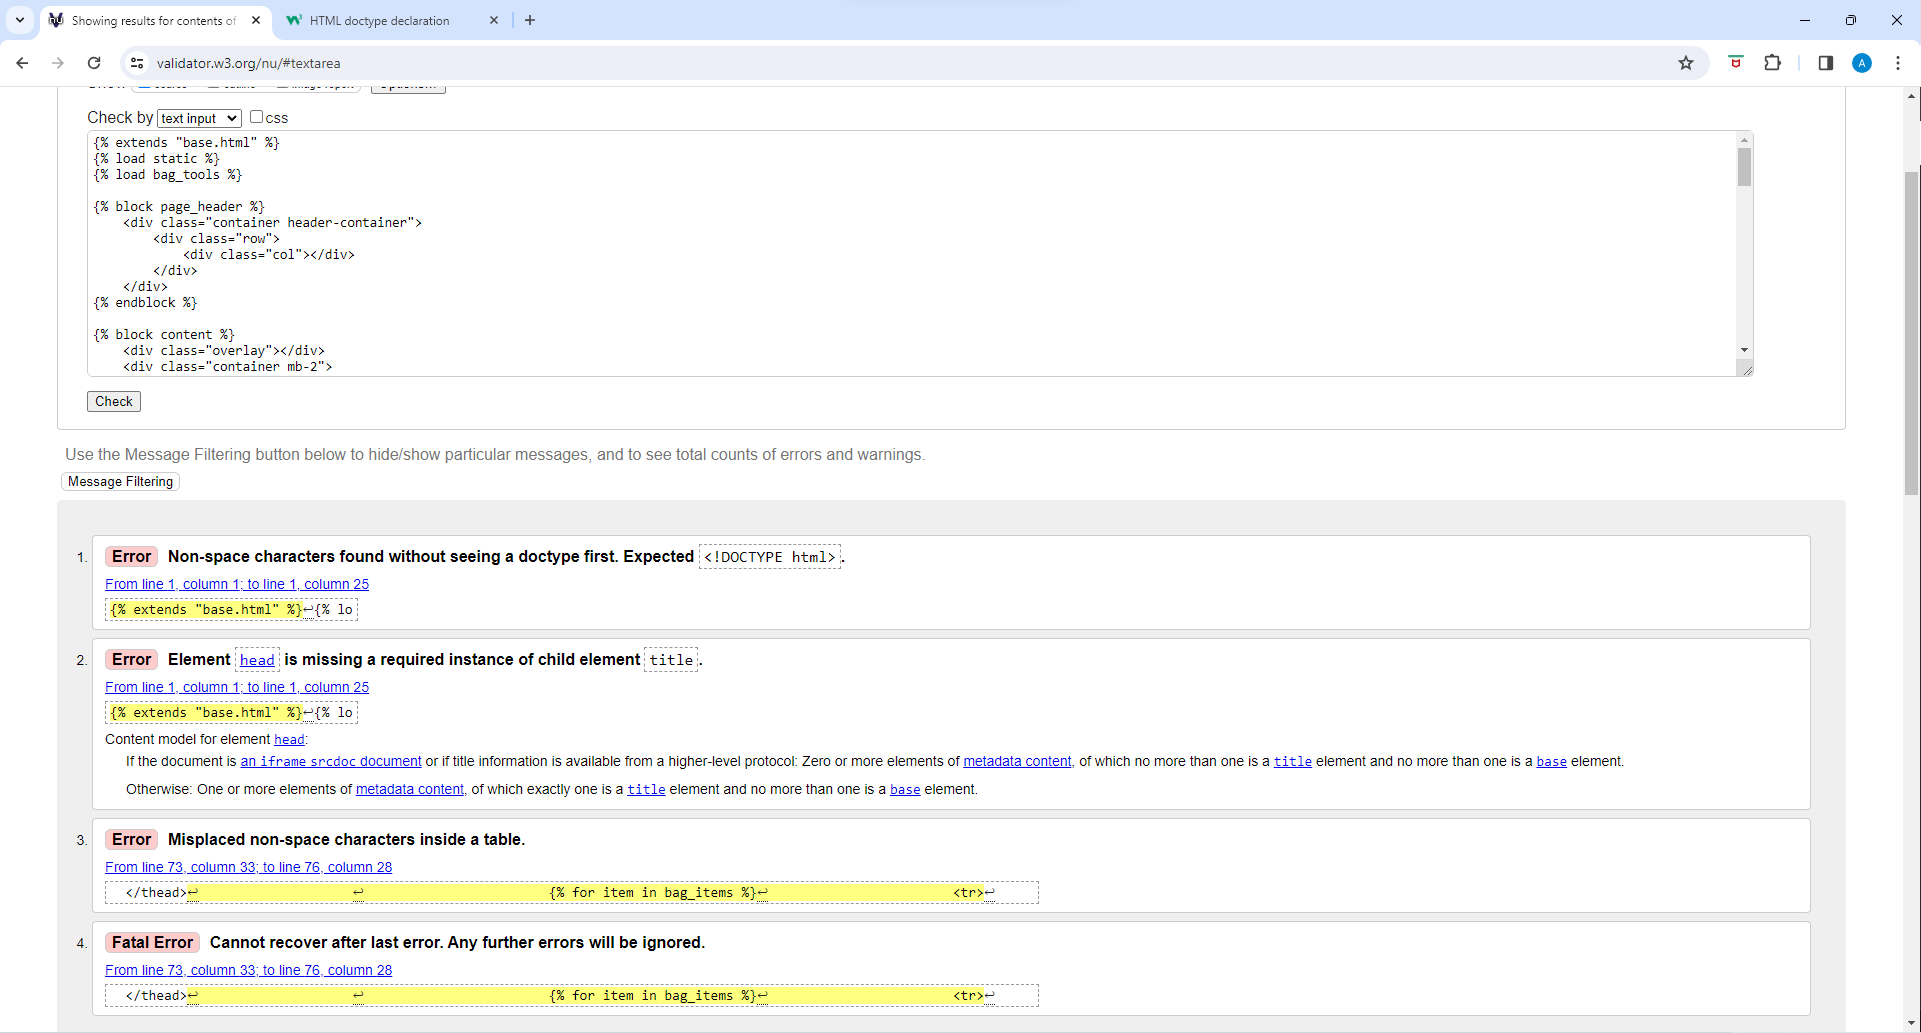 Showing results for contents of
HTML doctype declaration
validator.w3.org/nu/#textarea
A
Check by text input css
{% extends "base.html" %}
{% load static %}
{% load bag_tools %}
{% block page_header %}
<div class="container header-container">
<div class="row">
<div class="col"></div>
</div>
</div>
{% endblock %}
{% block content %}
<div class="overlay"></div>
<div class="container mb-2">
Check
Use the Message Filtering button below to hide/show particular messages, and to see total counts of errors and warnings.
Message Filtering
1. Error Non-space characters found without seeing a doctype first. Expected <!DOCTYPE html>.
From line 1, column 1; to line 1, column 25
{% extends "base.html" %}↩{% lo
2. Error Element head is missing a required instance of child element title.
From line 1, column 1; to line 1, column 25
{% extends "base.html" %}↩{% lo
Content model for element head:
If the document is an iframe srcdoc document or if title information is available from a higher-level protocol: Zero or more elements of metadata content, of which no more than one is a title element and no more than one is a base element.
Otherwise: One or more elements of metadata content, of which exactly one is a title element and no more than one is a base element.
3. Error Misplaced non-space characters inside a table.
From line 73, column 33; to line 76, column 28
</thead>↩ ↩ {% for item in bag_items %}↩ <tr>↩
4. Fatal Error Cannot recover after last error. Any further errors will be ignored.
From line 73, column 33; to line 76, column 28
</thead>↩ ↩ {% for item in bag_items %}↩ <tr>↩